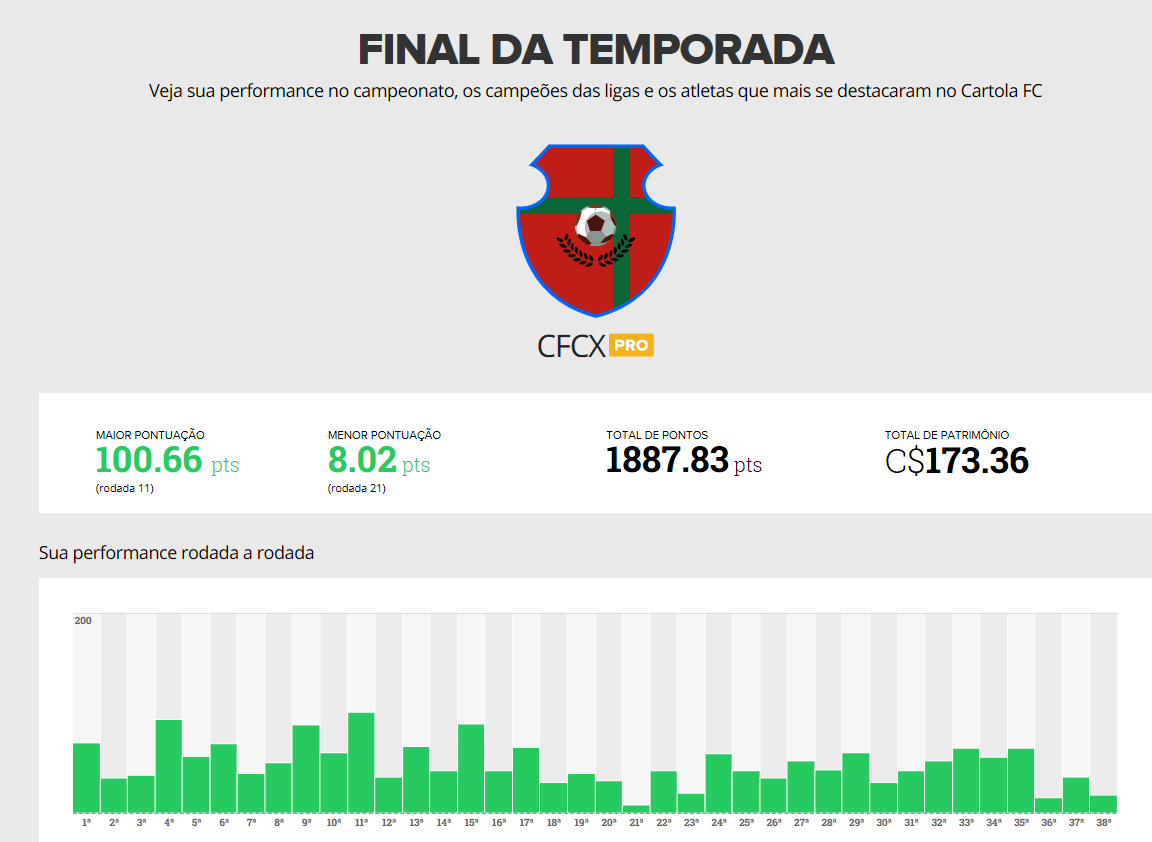 FINAL DA TEMPORADA
Veja sua performance no campeonato, os campeões das ligas e os atletas que mais se destacaram no Cartola FC
CFCX PRO
MAIOR PONTUAÇÃO
100.66 pts
(rodada 11)
MENOR PONTUAÇÃO
8.02 pts
(rodada 21)
TOTAL DE PONTOS
1887.83 pts
TOTAL DE PATRIMÔNIO
C$173.36
Sua performance rodada a rodada
200
1ª 2ª 3ª 4ª 5ª 6ª 7ª 8ª 9ª 10ª 11ª 12ª 13ª 14ª 15ª 16ª 17ª 18ª 19ª 20ª 21ª 22ª 23ª 24ª 25ª 26ª 27ª 28ª 29ª 30ª 31ª 32ª 33ª 34ª 35ª 36ª 37ª 38ª